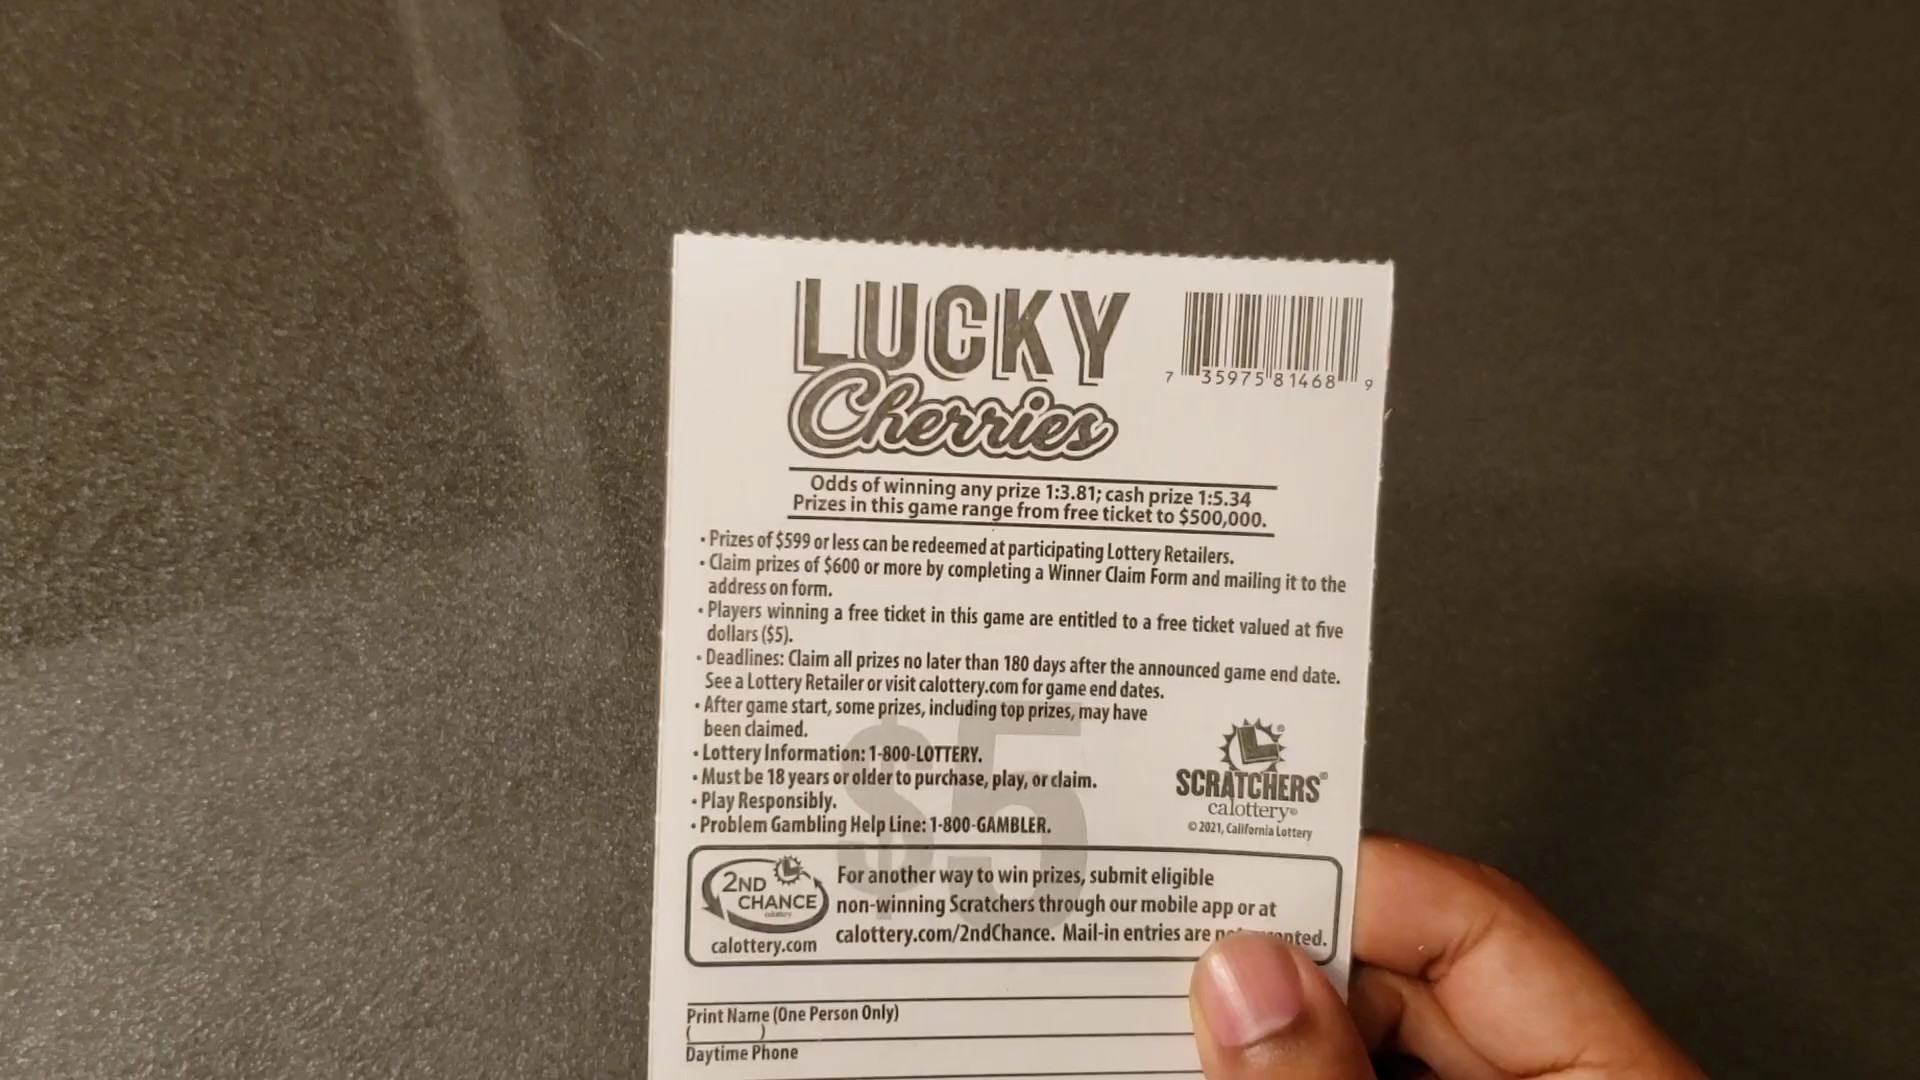 LUCKY
Cherries
7 35975 81468 9
Odds of winning any prize 1:3.81; cash prize 1:5.34
Prizes in this game range from free ticket to $500,000.
• Prizes of $599 or less can be redeemed at participating Lottery Retailers.
• Claim prizes of $600 or more by completing a Winner Claim Form and mailing it to the
address on form.
• Players winning a free ticket in this game are entitled to a free ticket valued at five
dollars ($5).
• Deadlines: Claim all prizes no later than 180 days after the announced game end date.
See a Lottery Retailer or visit calottery.com for game end dates.
• After game start, some prizes, including top prizes, may have
been claimed.
• Lottery Information: 1-800-LOTTERY.
• Must be 18 years or older to purchase, play, or claim.
• Play Responsibly.
• Problem Gambling Help Line: 1-800-GAMBLER.
$5
SCRATCHERS®
calottery®
© 2021, California Lottery
2ND
CHANCE
calottery
calottery.com
For another way to win prizes, submit eligible
non-winning Scratchers through our mobile app or at
calottery.com/2ndChance. Mail-in entries are
Print Name (One Person Only)
( )
Daytime Phone